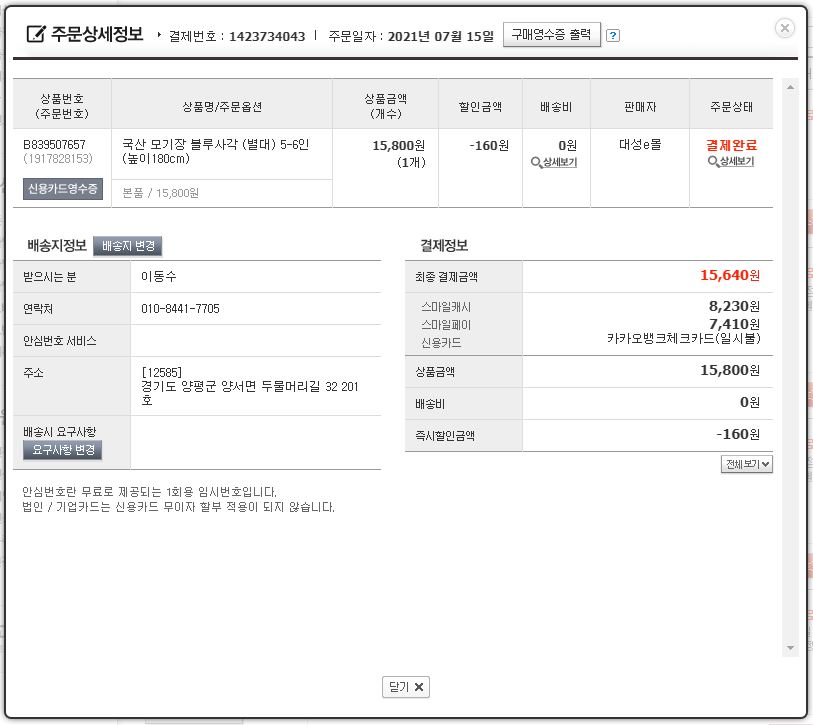 주문상세정보 결제번호 : 1423734043 | 주문일자 : 2021년 07월 15일 구매영수증 출력 ?
상품번호 (주문번호) 상품명/주문옵션 상품금액 (개수) 할인금액 배송비 판매자 주문상태
B839507657 국산 모기장 블루사각 (별대) 5-6인 15,800원 -160원 0원 대성e몰 결제완료
(1917828153) (높이180cm) (1개) 상세보기 상세보기
신용카드영수증 본품 / 15,800원
배송지정보 배송지 변경
받으시는 분 이동수
연락처 010-8441-7705
안심번호 서비스
주소 [12585]
경기도 양평군 양서면 두물머리길 32 201
호
배송시 요구사항
요구사항 변경
결제정보
최종 결제금액 15,640원
스마일캐시 8,230원
스마일페이 7,410원
신용카드 카카오뱅크체크카드(일시불)
상품금액 15,800원
배송비 0원
즉시할인금액 -160원
전체보기
안심번호란 무료로 제공되는 1회용 임시번호입니다.
법인 / 기업카드는 신용카드 무이자 할부 적용이 되지 않습니다.
닫기